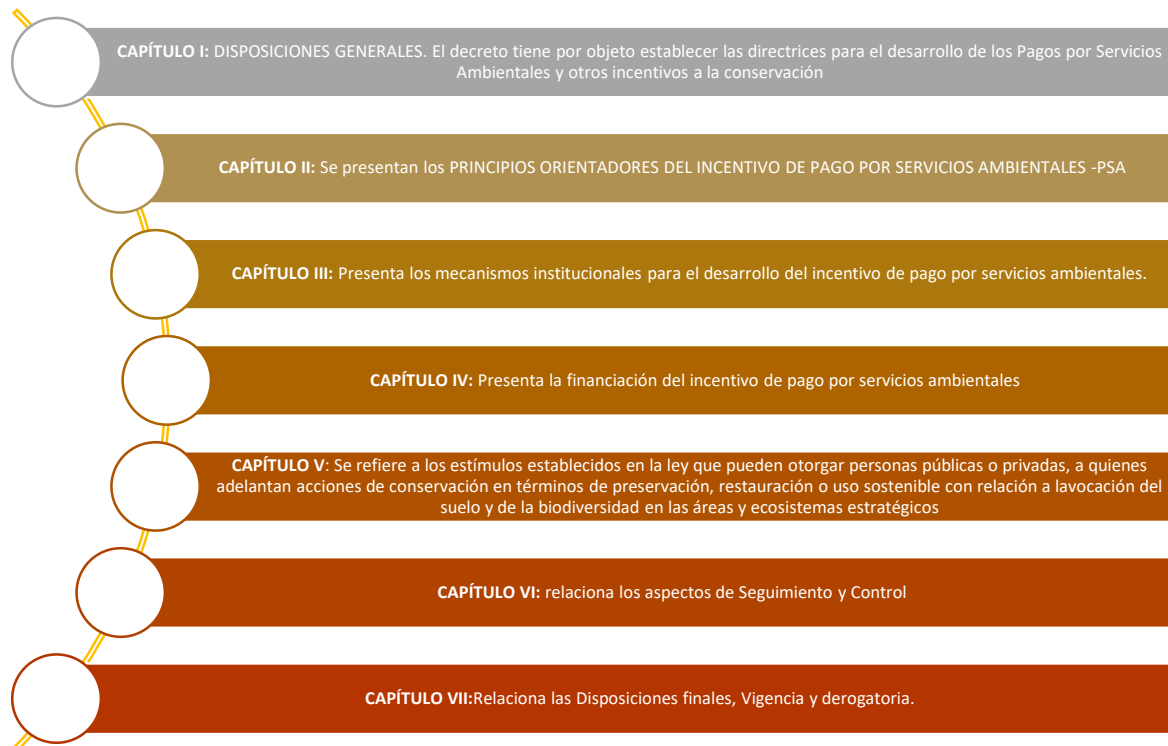 CAPÍTULO I: DISPOSICIONES GENERALES. El decreto tiene por objeto establecer las directrices para el desarrollo de los Pagos por Servicios
Ambientales y otros incentivos a la conservación
CAPÍTULO II: Se presentan los PRINCIPIOS ORIENTADORES DEL INCENTIVO DE PAGO POR SERVICIOS AMBIENTALES -PSA
CAPÍTULO III: Presenta los mecanismos institucionales para el desarrollo del incentivo de pago por servicios ambientales.
CAPÍTULO IV: Presenta la financiación del incentivo de pago por servicios ambientales
CAPÍTULO V: Se refiere a los estímulos establecidos en la ley que pueden otorgar personas públicas o privadas, a quienes
adelantan acciones de conservación en términos de preservación, restauración o uso sostenible con relación a lavocación del
suelo y de la biodiversidad en las áreas y ecosistemas estratégicos
CAPÍTULO VI: relaciona los aspectos de Seguimiento y Control
CAPÍTULO VII:Relaciona las Disposiciones finales, Vigencia y derogatoria.